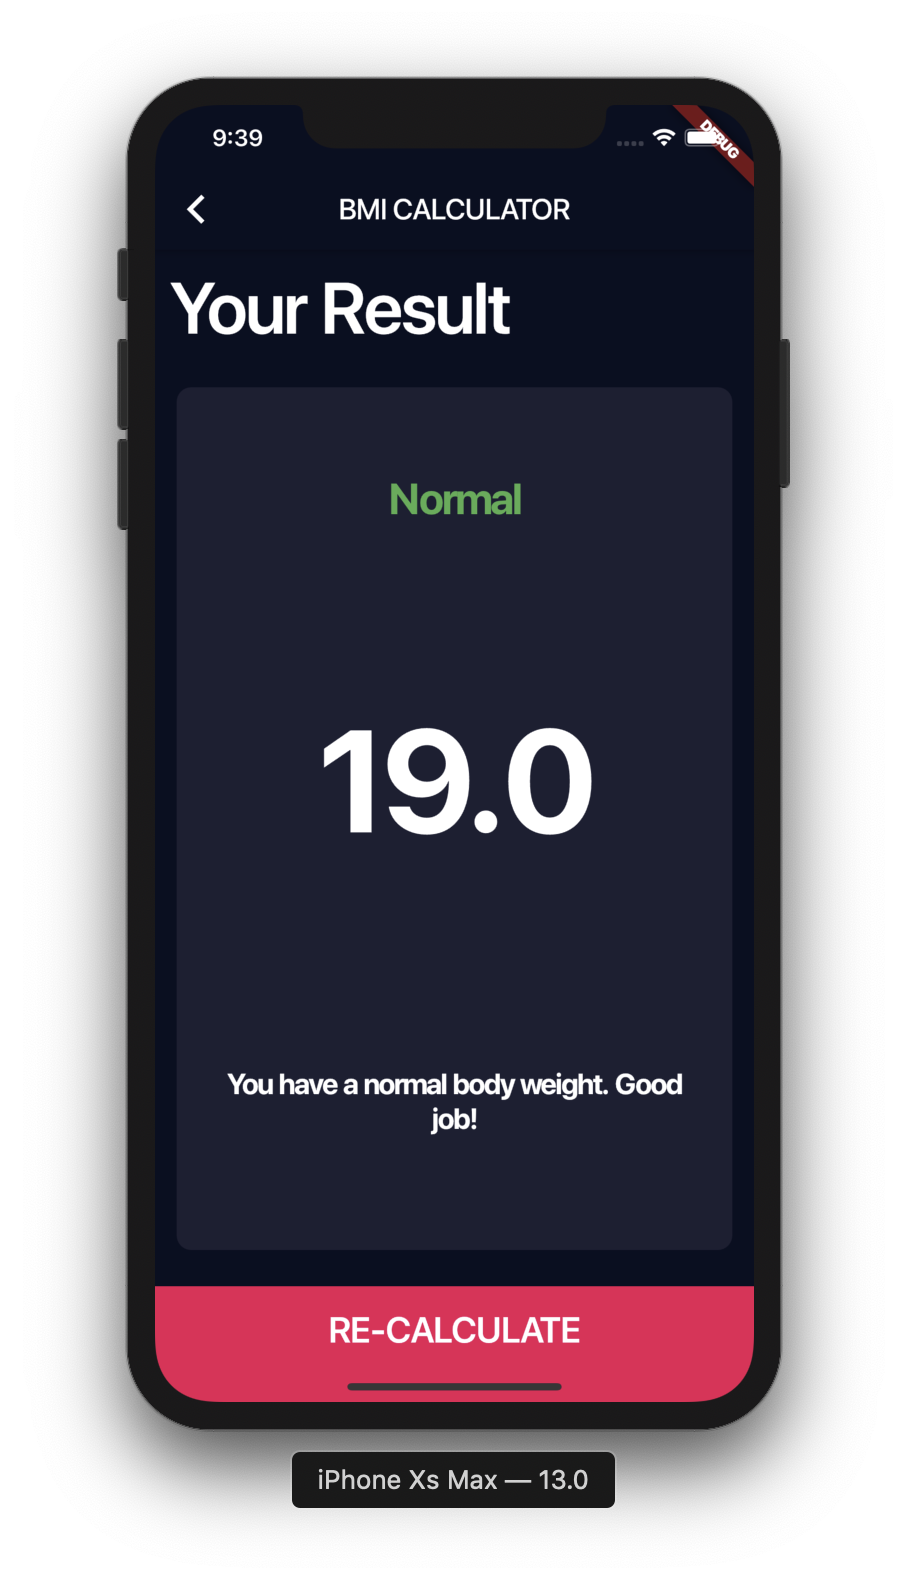 9:39
DEBUG
BMI CALCULATOR
Your Result
Normal
19.0
You have a normal body weight. Good
job!
RE-CALCULATE
iPhone Xs Max — 13.0